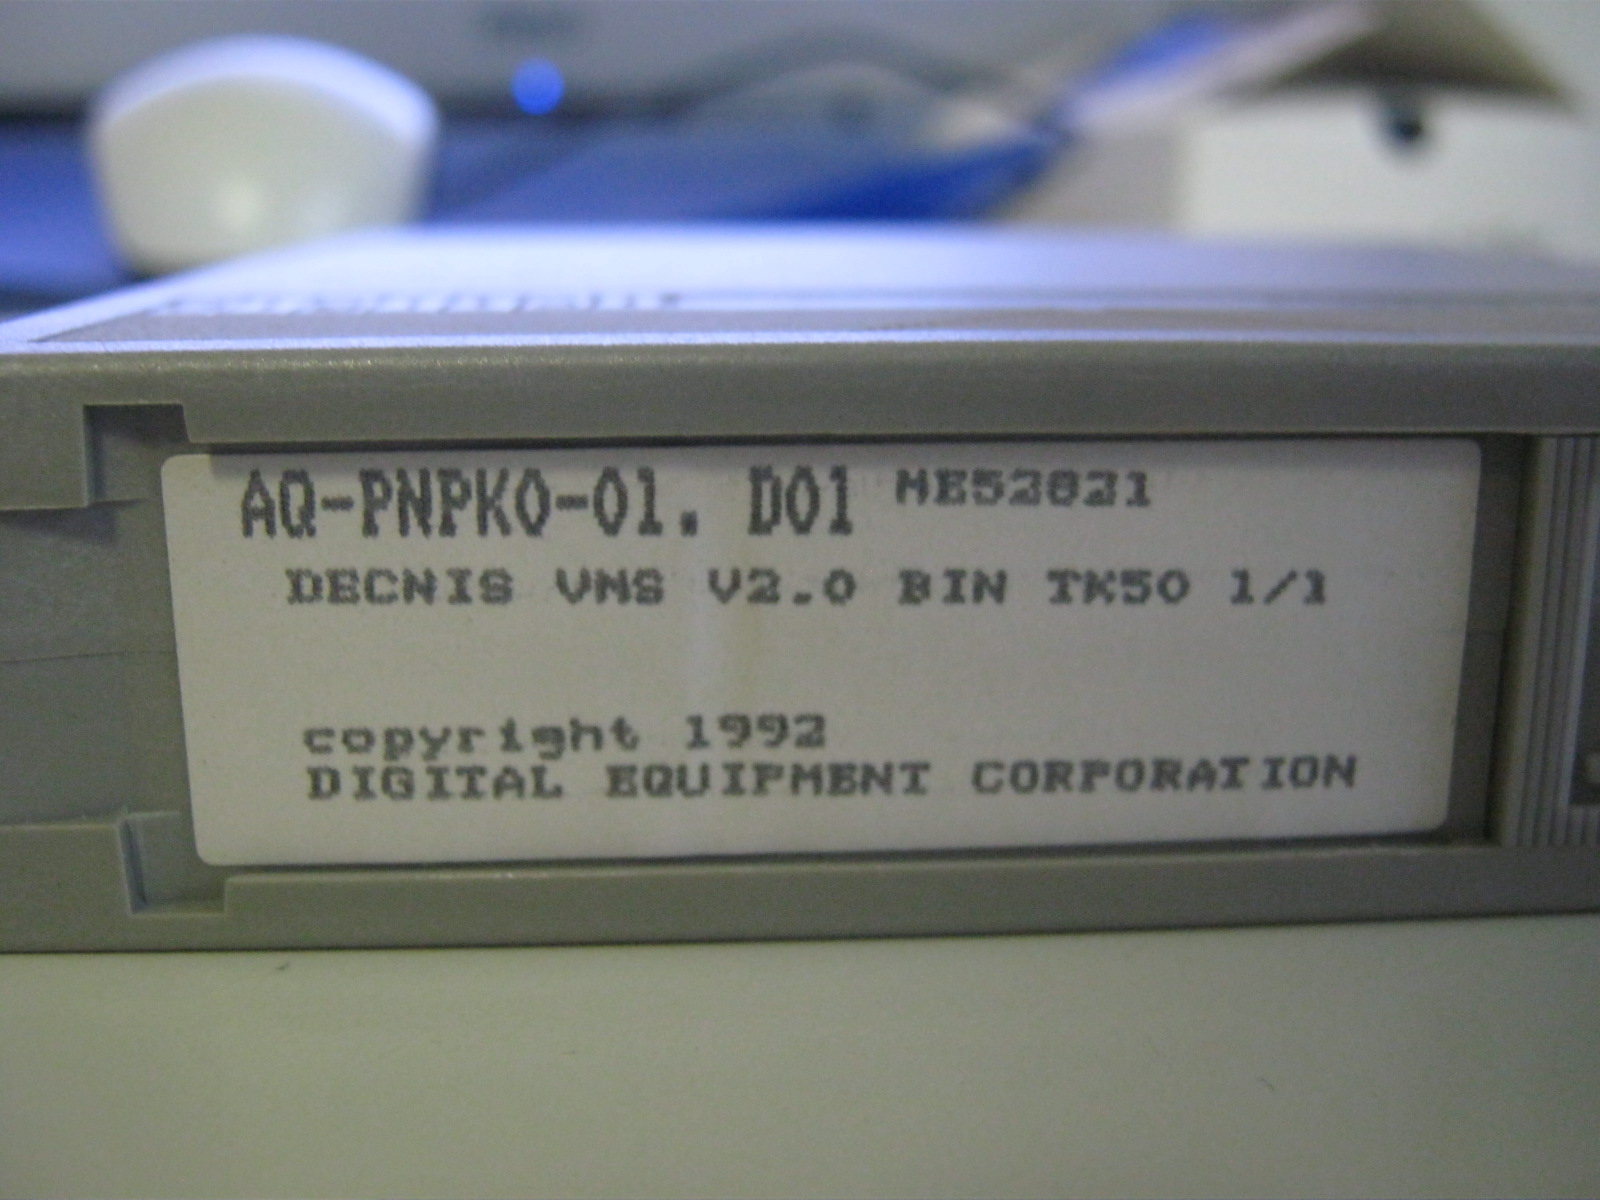 AQ-PNPK0-01. D01 ME52821
DECNIS VMS V2.0 BIN TK50 1/1
copyright 1992
DIGITAL EQUIPMENT CORPORATION